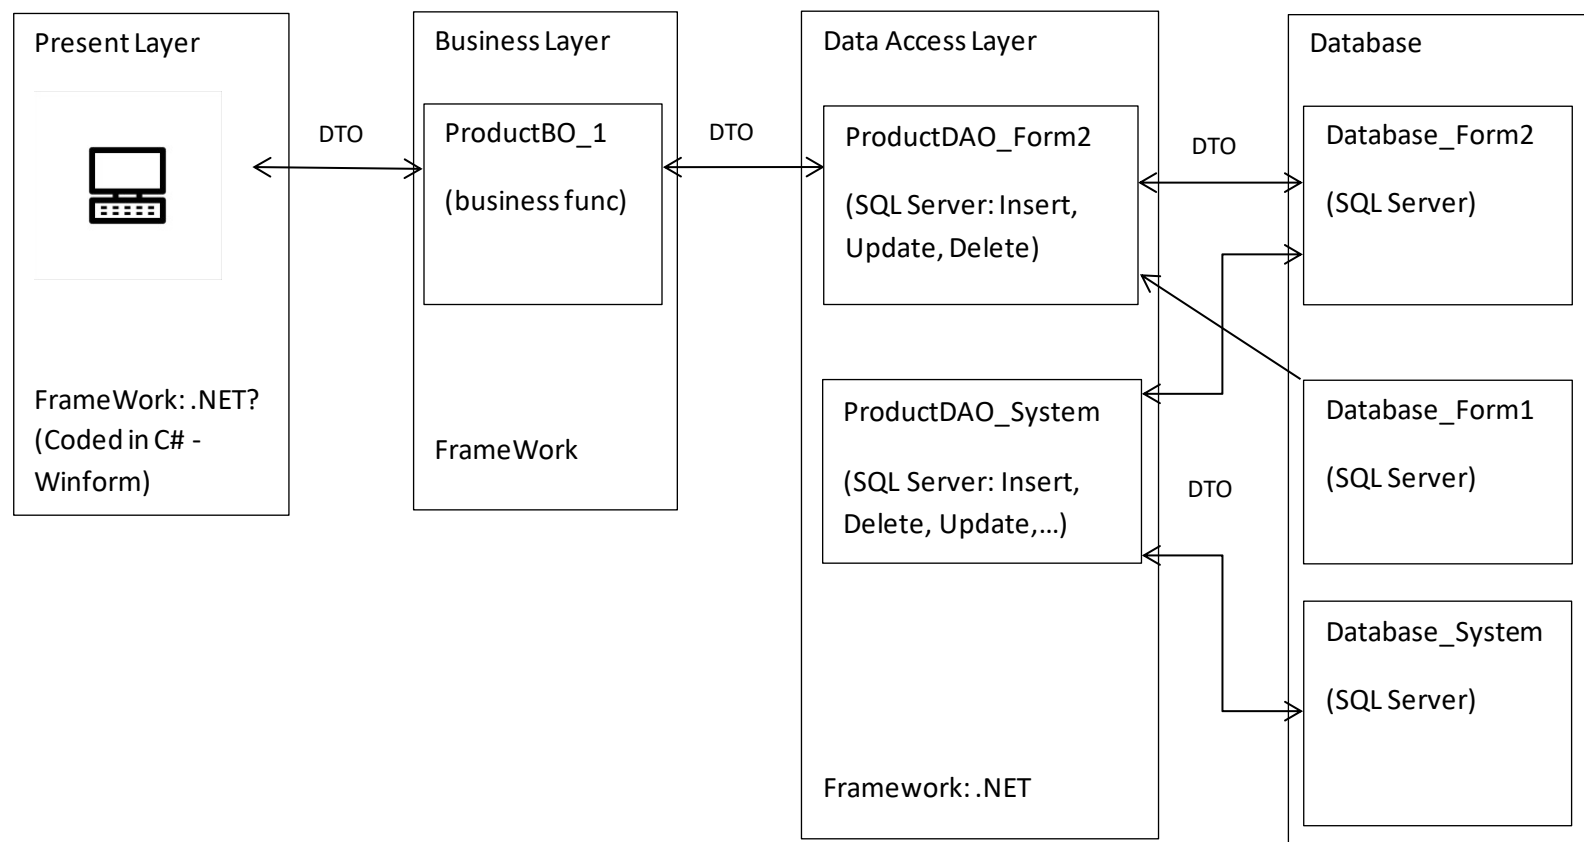 Present Layer
FrameWork: .NET?
(Coded in C# -
Winform)
DTO
Business Layer
ProductBO_1
(business func)
FrameWork
DTO
Data Access Layer
ProductDAO_Form2
(SQL Server: Insert,
Update, Delete)
ProductDAO_System
(SQL Server: Insert,
Delete, Update,...)
Framework: .NET
DTO
DTO
Database
Database_Form2
(SQL Server)
Database_Form1
(SQL Server)
Database_System
(SQL Server)